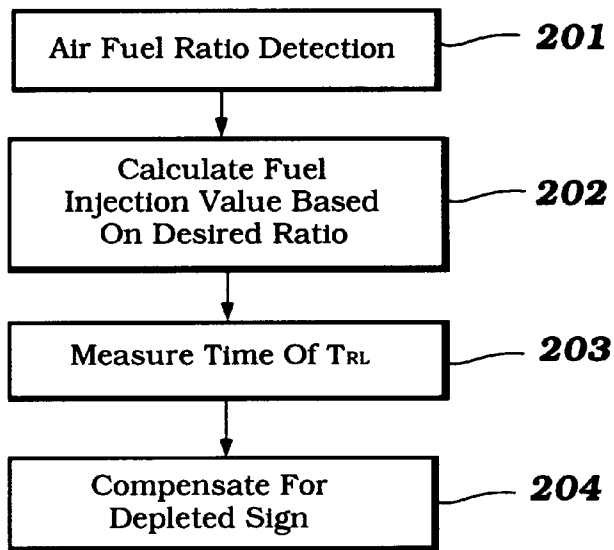 Air Fuel Ratio Detection
201
Calculate Fuel
Injection Value Based
On Desired Ratio
202
Measure Time Of TRL
203
Compensate For
Depleted Sign
204